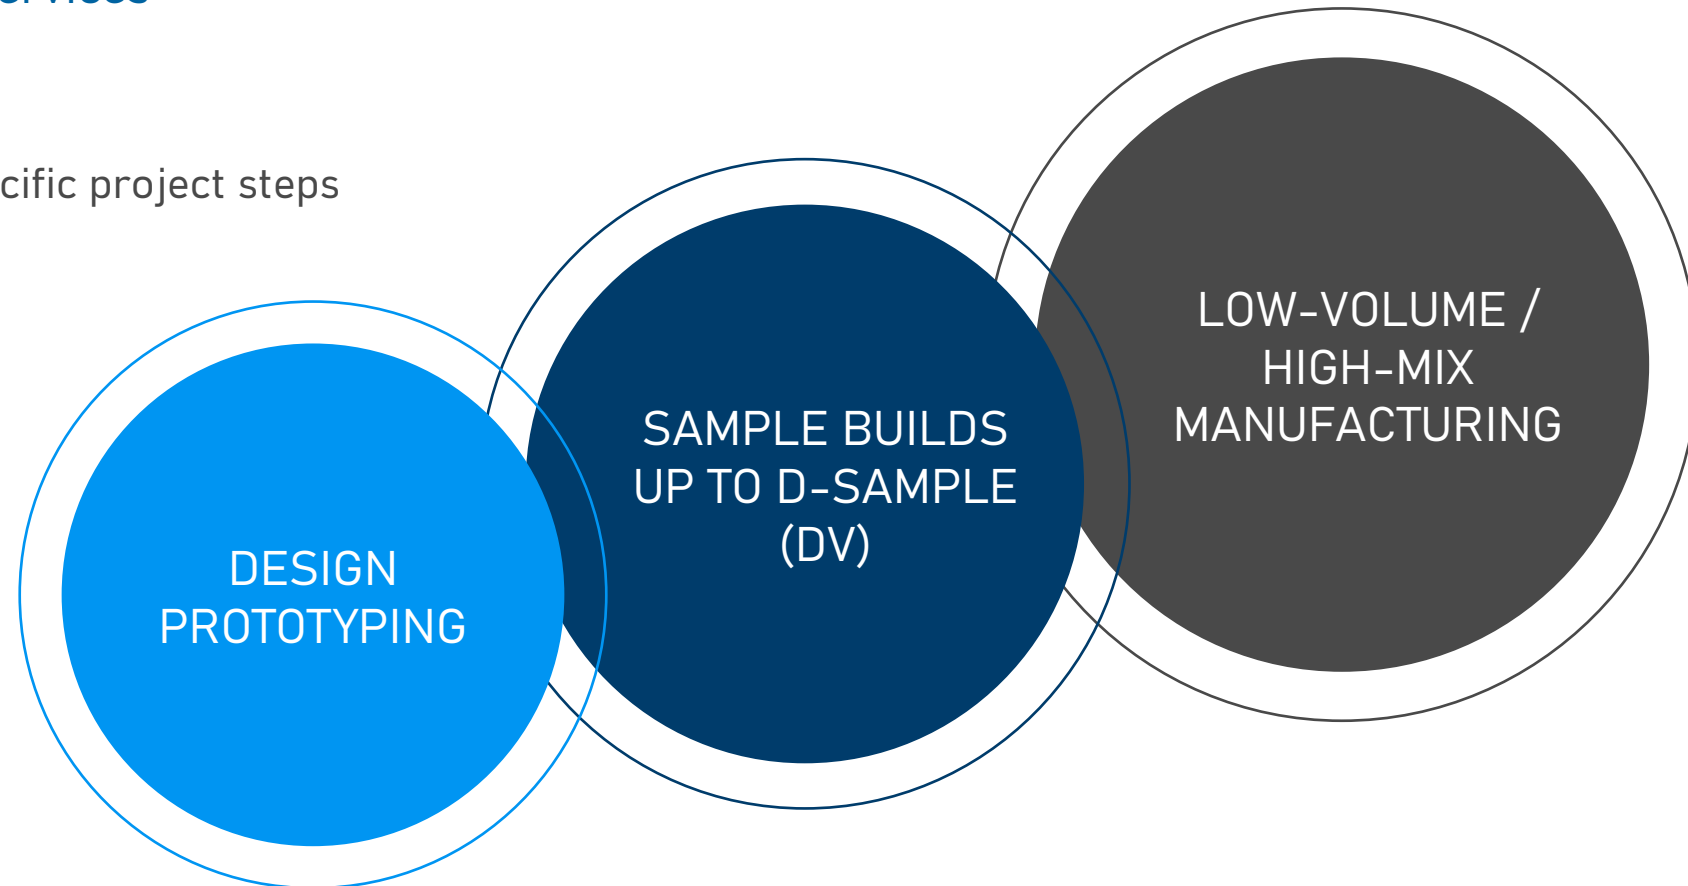 cific project steps
LOW-VOLUME /
HIGH-MIX
MANUFACTURING
SAMPLE BUILDS
UP TO D-SAMPLE
(DV)
DESIGN
PROTOTYPING